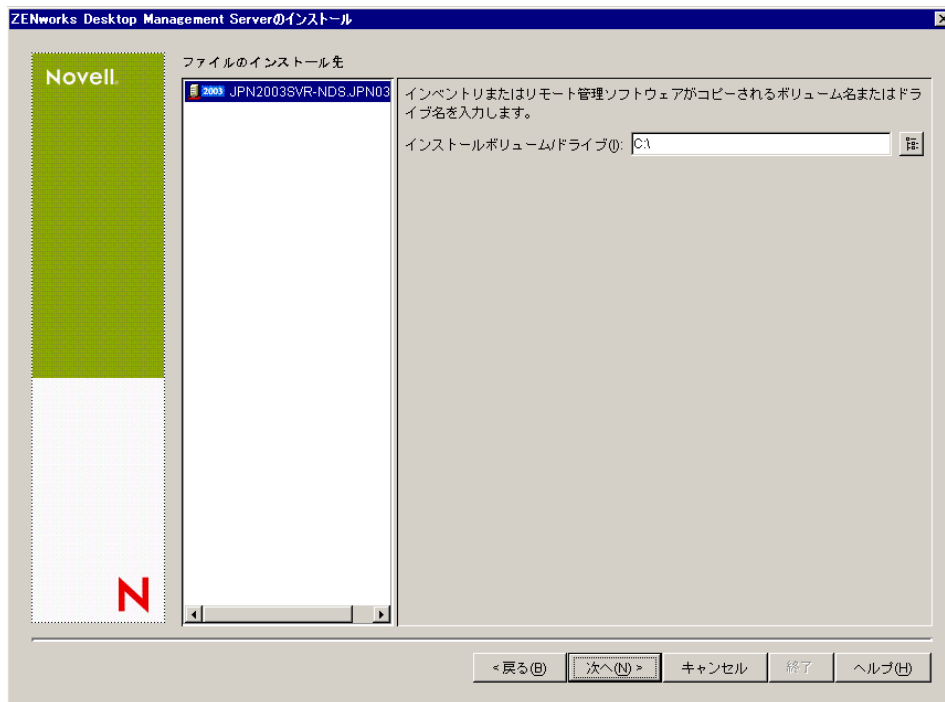 ZENworks Desktop Management Serverのインストール
Novell.
ファイルのインストール先
2003 JPN2003SVR-NDS.JPN03
インベントリまたはリモート管理ソフトウェアがコピーされるボリューム名またはドラ
イブ名を入力します。
インストールボリューム/ドライブ(I): C:\
N
<戻る(B) 次へ(N) > キャンセル 終了 ヘルプ(H)